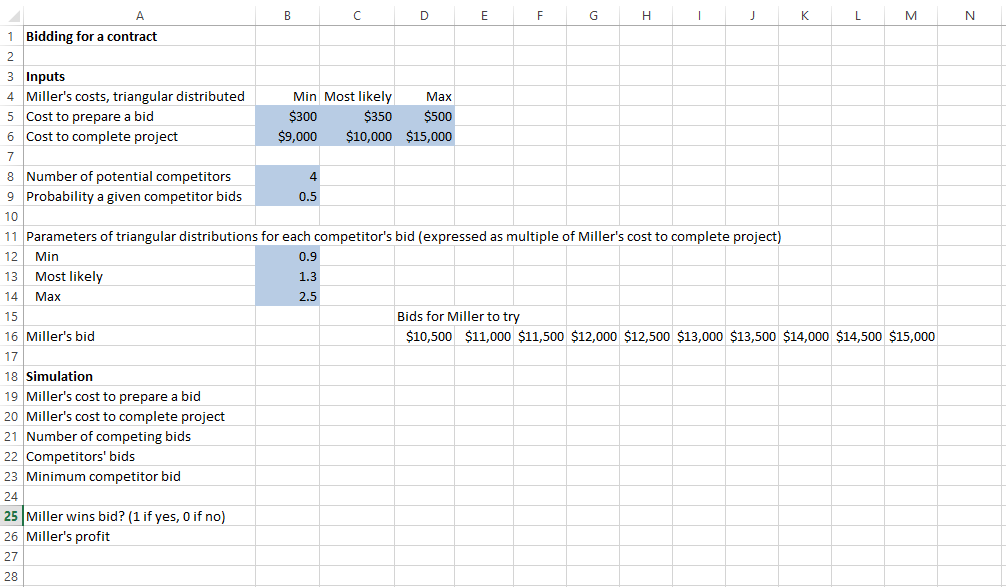 A B C D E F G H I J K L M N
1 Bidding for a contract
2
3 Inputs
4 Miller's costs, triangular distributed Min Most likely Max
5 Cost to prepare a bid $300 $350 $500
6 Cost to complete project $9,000 $10,000 $15,000
7
8 Number of potential competitors 4
9 Probability a given competitor bids 0.5
10
11 Parameters of triangular distributions for each competitor's bid (expressed as multiple of Miller's cost to complete project)
12 Min 0.9
13 Most likely 1.3
14 Max 2.5
15 Bids for Miller to try
16 Miller's bid $10,500 $11,000 $11,500 $12,000 $12,500 $13,000 $13,500 $14,000 $14,500 $15,000
17
18 Simulation
19 Miller's cost to prepare a bid
20 Miller's cost to complete project
21 Number of competing bids
22 Competitors' bids
23 Minimum competitor bid
24
25 Miller wins bid? (1 if yes, 0 if no)
26 Miller's profit
27
28